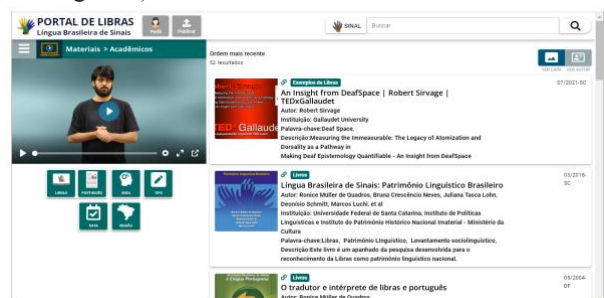 PORTAL DE LIBRAS
Língua Brasileira de Sinais
Perfil
Publicar
SINAL
Buscar
Materiais > Acadêmicos
Ordem mais recente
52 resultados
Exemplos de Libras
07/2021-SC
An Insight from DeafSpace | Robert Sirvage |
TEDxGallaudet
Autor: Robert Sirvage
Instituição: Gallaudet University
Palavra-chave:Deaf Space,
Descrição:Measuring the Immeasurable: The Legacy of Atomization and
Dorsality as a Pathway in
Making Deaf Epistemology Quantifiable - An Insight from DeafSpace
Livros
03/2018-
SC
Língua Brasileira de Sinais: Patrimônio Linguístico Brasileiro
Autor: Ronice Müller de Quadros, Bruna Crescêncio Neves, Juliana Tasca Lohn,
Deonísio Schmitt, Marcos Luchi, et al
Instituição: Universidade Federal de Santa Catarina, Instituto de Políticas
Linguísticas e Instituto do Patrimônio Histórico Nacional Imaterial - Ministério da
Cultura
Palavra-chave:Libras, Patrimônio Linguístico, Levantamento sociolinguístico,
Descrição:Este livro é um apanhado da pesquisa desenvolvida para o
reconhecimento da Libras como patrimônio linguístico nacional.
Livros
05/2004-
DF
O tradutor e intérprete de libras e português
Autor: Ronice Müller de Quadros
LIBRAS
PORTUGUÊS
ÁREA
TIPO
DATA
REGIÃO